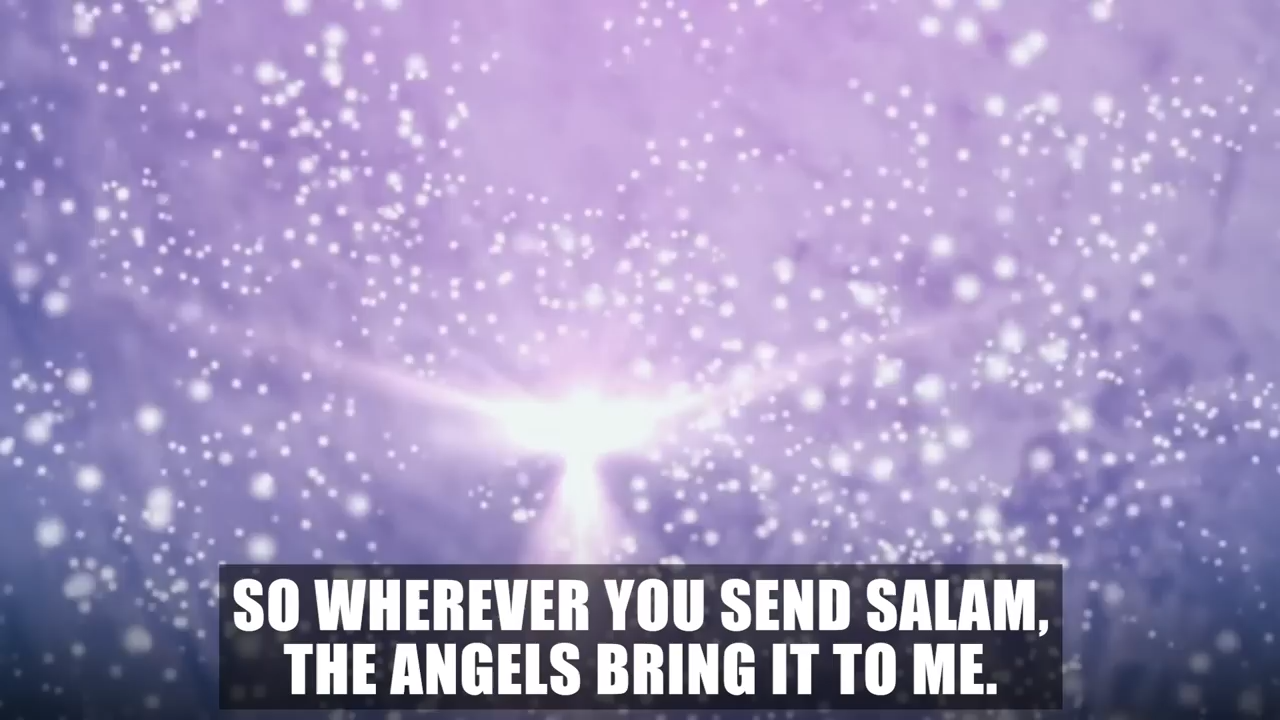 SO WHEREVER YOU SEND SALAM,
THE ANGELS BRING IT TO ME.